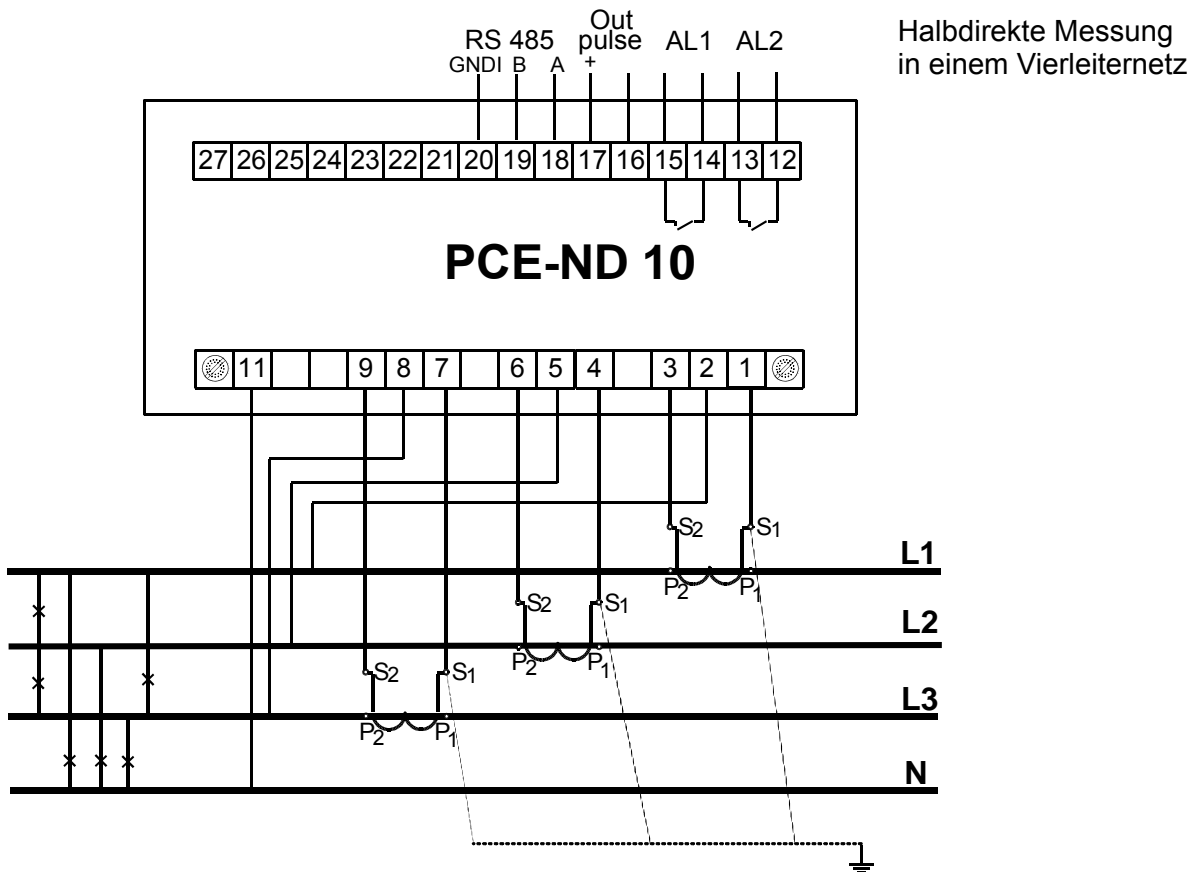 Halbdirekte Messung
in einem Vierleiternetz
Out
RS 485 pulse AL1 AL2
GNDI B A +
27 26 25 24 23 22 21 20 19 18 17 16 15 14 13 12
PCE-ND 10
11 9 8 7 6 5 4 3 2 1
S2 S1
L1
P2 P1
S2 S1
L2
P2 P1
S2 S1
L3
P2 P1
N